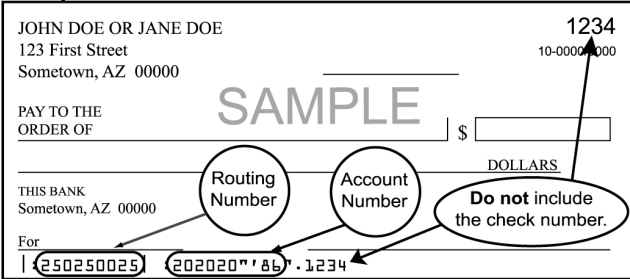 JOHN DOE OR JANE DOE
1234
123 First Street
10-0000/0000
Sometown, AZ 00000
SAMPLE
PAY TO THE
ORDER OF
$
DOLLARS
Routing
Number
Account
Number
Do not include
the check number.
THIS BANK
Sometown, AZ 00000
For
|:250250025| :202020"'86".1234